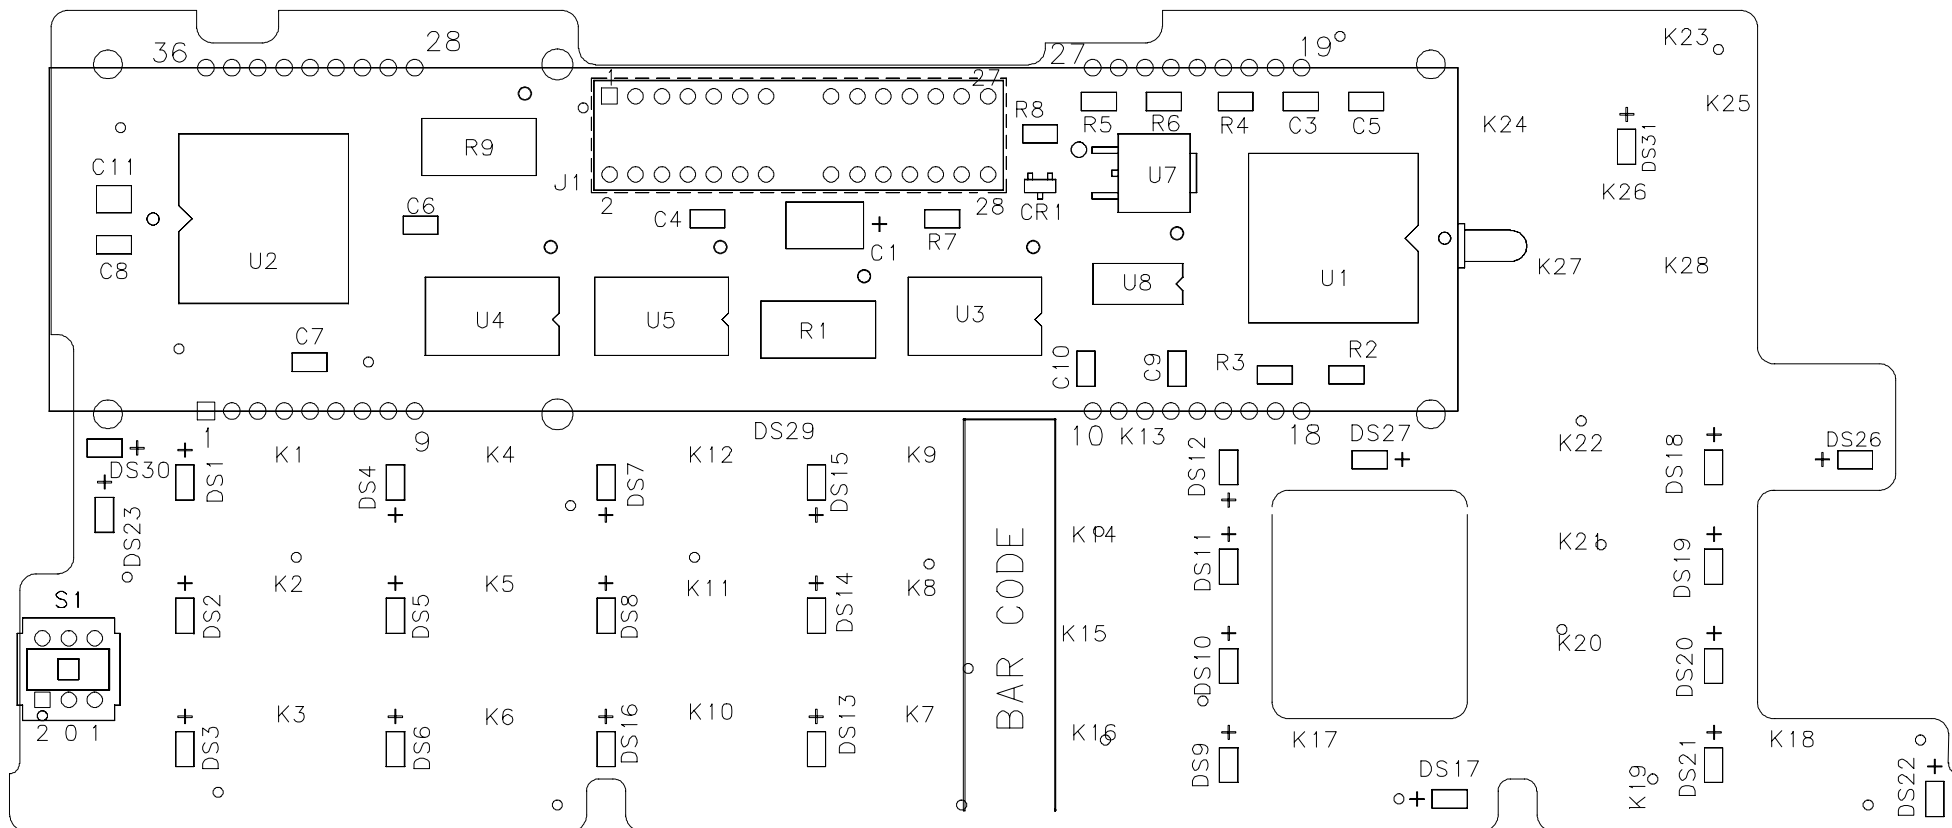 36
28
27
19
K23
1
27
K25
R8
R5
R6
R4
C3
C5
K24
DS31
C11
R9
J1
U7
K26
2
28
CR1
C6
C4
C1
R7
C8
U2
U8
U1
K27
K28
U4
U5
R1
U3
C7
C10
C9
R3
R2
1
9
DS29
10
K13
18
DS27
DS26
DS30
DS1
K1
DS4
K4
DS7
K12
DS15
K9
DS12
K22
DS18
DS23
K14
DS11
K21
DS19
BAR CODE
S1
K2
K5
K11
K8
DS2
DS5
DS8
DS14
K15
DS10
K20
DS20
2 0 1
K3
K6
K10
K7
DS3
DS6
DS16
DS13
K16
DS9
K17
DS21
K18
DS17
K19
DS22